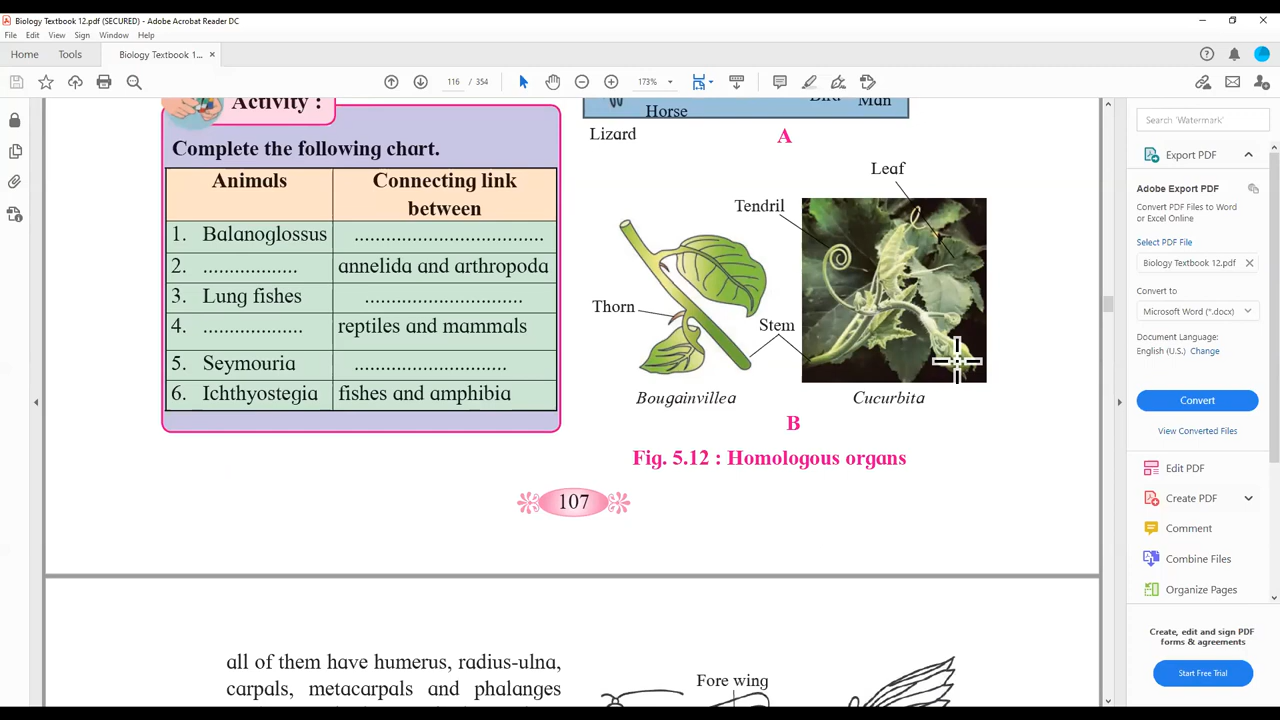 Biology Textbook 12.pdf (SECURED) - Adobe Acrobat Reader DC
File Edit View Sign Window Help
Home Tools Biology Textbook 1... ×
116 / 354 173%
Activity :
Complete the following chart.
Animals Connecting link between
1. Balanoglossus ....................................
2. .................. annelida and arthropoda
3. Lung fishes ..............................
4. ................... reptiles and mammals
5. Seymouria .............................
6. Ichthyostegia fishes and amphibia
Horse Bird Man
Lizard
A
Leaf
Tendril
Thorn
Stem
Bougainvillea Cucurbita
B
Fig. 5.12 : Homologous organs
107
all of them have humerus, radius-ulna,
carpals, metacarpals and phalanges
Fore wing
Search 'Watermark'
Export PDF
Adobe Export PDF
Convert PDF Files to Word
or Excel Online
Select PDF File
Biology Textbook 12.pdf ×
Convert to
Microsoft Word (*.docx)
Document Language:
English (U.S.) Change
Convert
View Converted Files
Edit PDF
Create PDF
Comment
Combine Files
Organize Pages
Create, edit and sign PDF
forms & agreements
Start Free Trial